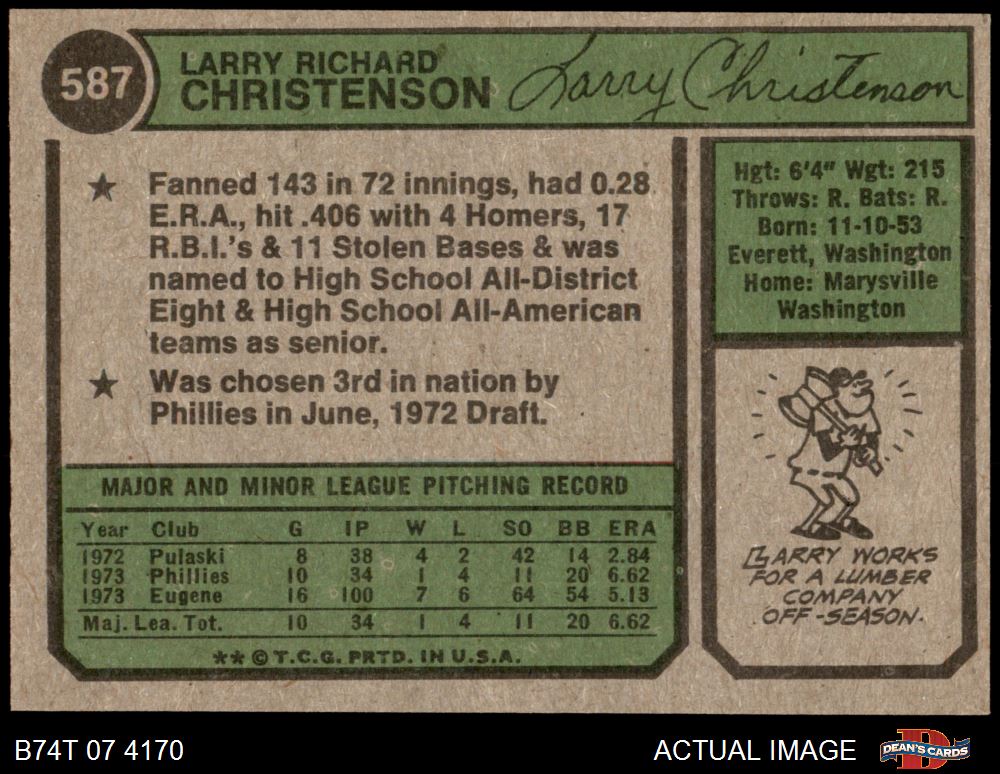 587
LARRY RICHARD
CHRISTENSON
Larry Christenson
★ Fanned 143 in 72 innings, had 0.28
E.R.A., hit .406 with 4 Homers, 17
R.B.I.'s & 11 Stolen Bases & was
named to High School All-District
Eight & High School All-American
teams as senior.
★ Was chosen 3rd in nation by
Phillies in June, 1972 Draft.
Hgt: 6'4" Wgt: 215
Throws: R. Bats: R.
Born: 11-10-53
Everett, Washington
Home: Marysville
Washington
LARRY WORKS
FOR A LUMBER
COMPANY
OFF-SEASON.
MAJOR AND MINOR LEAGUE PITCHING RECORD
Year Club G IP W L SO BB ERA
1972 Pulaski 8 38 4 2 42 14 2.84
1973 Phillies 10 34 1 4 11 20 6.62
1973 Eugene 16 100 7 6 64 54 5.13
Maj. Lea. Tot. 10 34 1 4 11 20 6.62
** © T.C.G. PRTD. IN U.S.A.
B74T 07 4170
ACTUAL IMAGE
DEAN'S CARDS